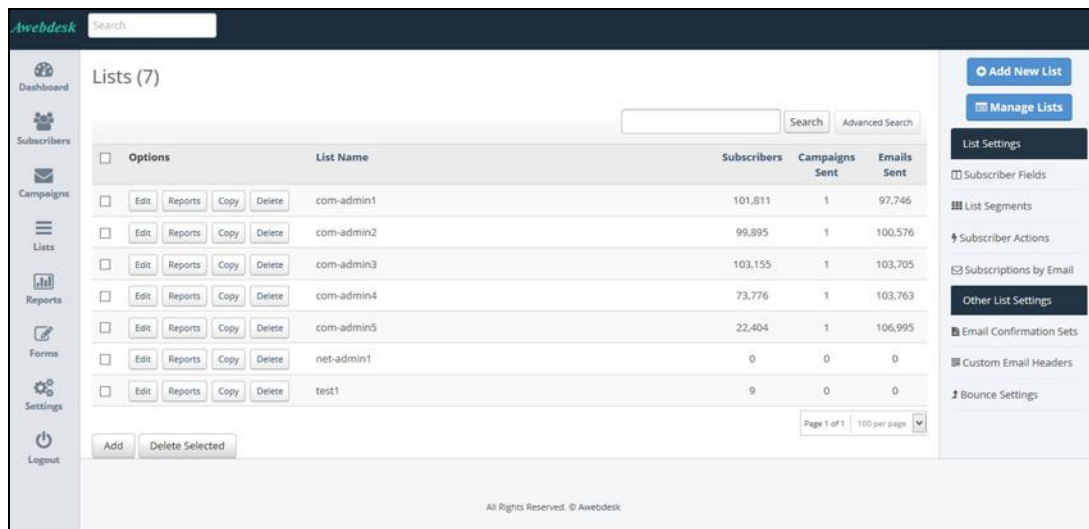 Awebdesk
Search
Dashboard
Subscribers
Campaigns
Lists
Reports
Forms
Settings
Logout
Lists (7)
Search Advanced Search
Options List Name Subscribers Campaigns Sent Emails Sent
Edit Reports Copy Delete com-admin1 101,811 1 97,746
Edit Reports Copy Delete com-admin2 99,895 1 100,576
Edit Reports Copy Delete com-admin3 103,155 1 103,705
Edit Reports Copy Delete com-admin4 73,776 1 103,763
Edit Reports Copy Delete com-admin5 22,404 1 106,995
Edit Reports Copy Delete net-admin1 0 0 0
Edit Reports Copy Delete test1 9 0 0
Page 1 of 1 100 per page
Add Delete Selected
Add New List
Manage Lists
List Settings
Subscriber Fields
List Segments
Subscriber Actions
Subscriptions by Email
Other List Settings
Email Confirmation Sets
Custom Email Headers
Bounce Settings
All Rights Reserved. © Awebdesk